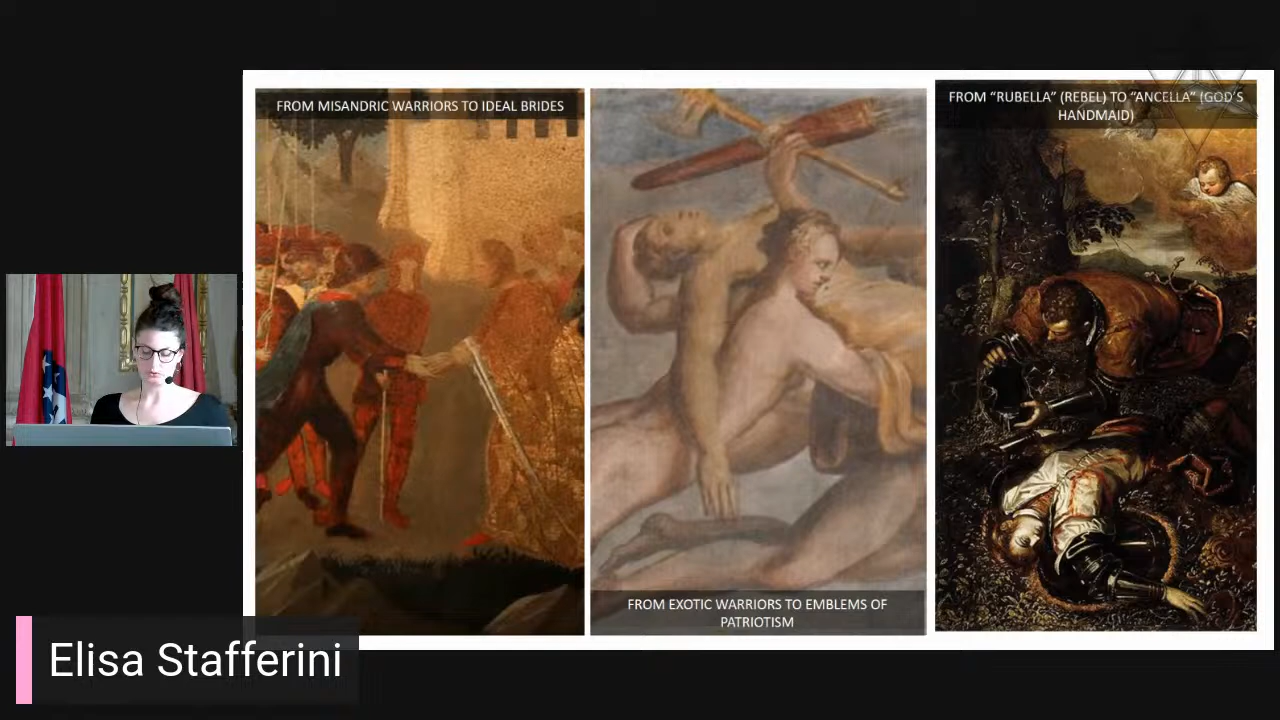 FROM MISANDRIC WARRIORS TO IDEAL BRIDES
FROM EXOTIC WARRIORS TO EMBLEMS OF
PATRIOTISM
FROM “RUBELLA” (REBEL) TO “ANCELLA” (GOD’S
HANDMAID)
Elisa Stafferini